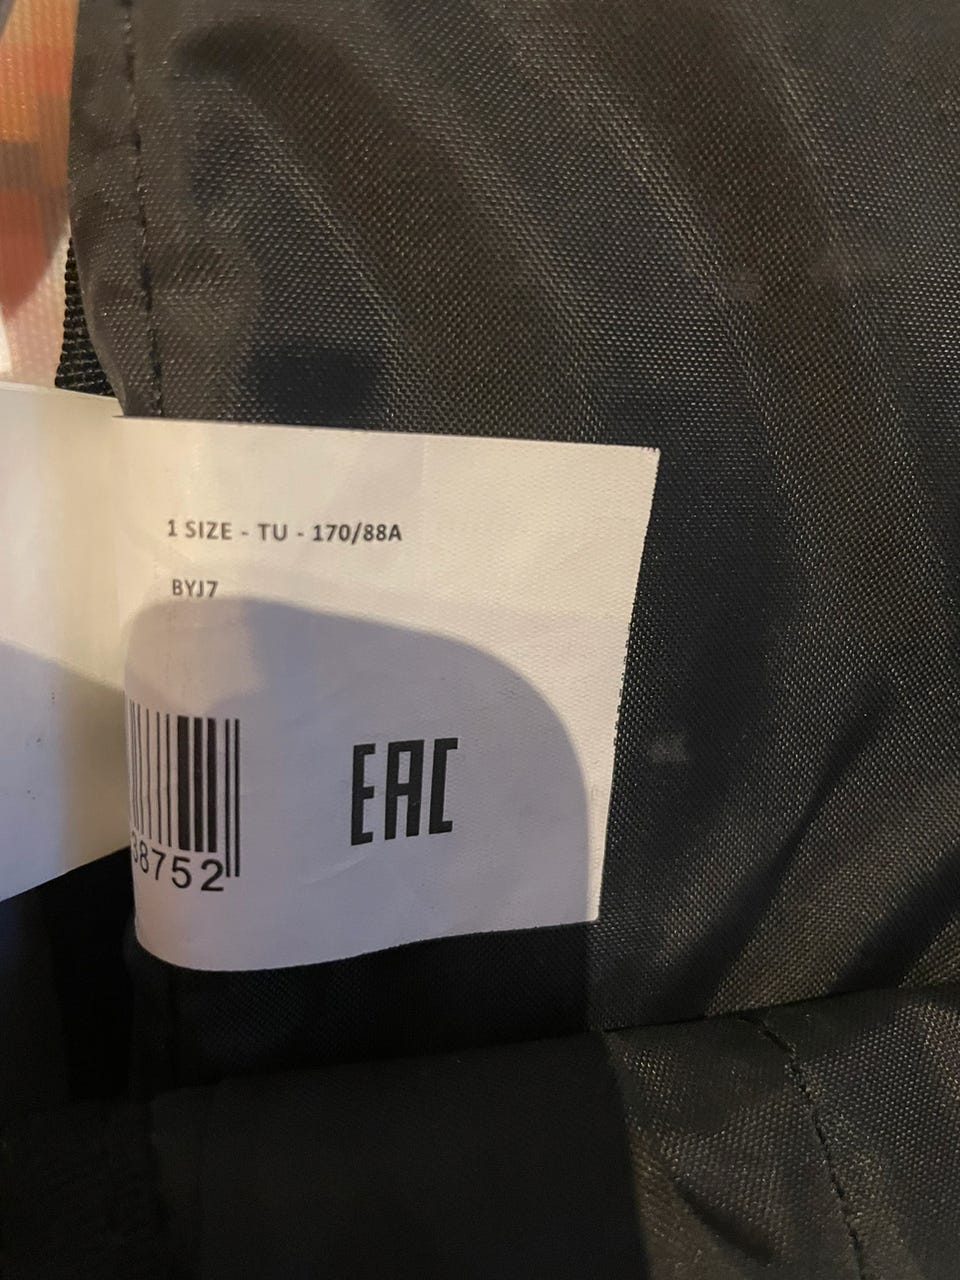 1 SIZE - TU - 170/88A
BYJ7
38752
EAC